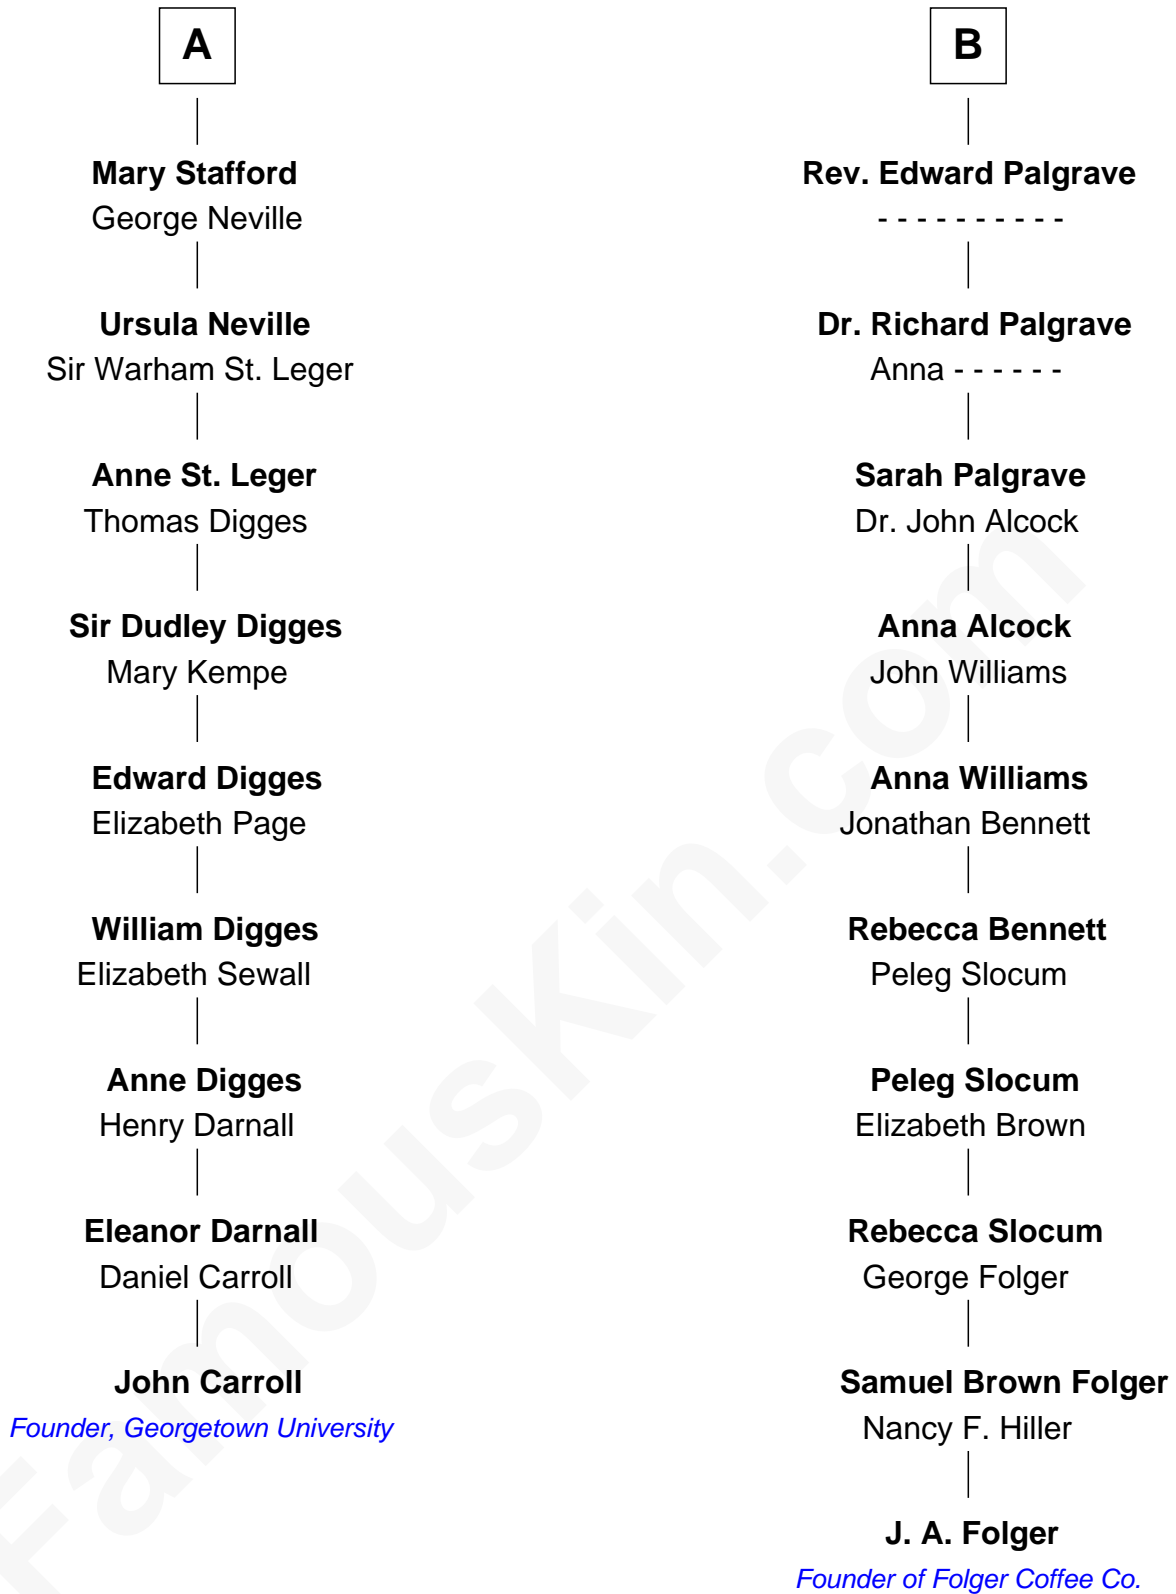 A
Mary Stafford
George Neville
Ursula Neville
Sir Warham St. Leger
Anne St. Leger
Thomas Digges
Sir Dudley Digges
Mary Kempe
Edward Digges
Elizabeth Page
William Digges
Elizabeth Sewall
Anne Digges
Henry Darnall
Eleanor Darnall
Daniel Carroll
John Carroll
Founder, Georgetown University
B
Rev. Edward Palgrave
- - - - - - - - - -
Dr. Richard Palgrave
Anna - - - - - -
Sarah Palgrave
Dr. John Alcock
Anna Alcock
John Williams
Anna Williams
Jonathan Bennett
Rebecca Bennett
Peleg Slocum
Peleg Slocum
Elizabeth Brown
Rebecca Slocum
George Folger
Samuel Brown Folger
Nancy F. Hiller
J. A. Folger
Founder of Folger Coffee Co.
FamousKin.com